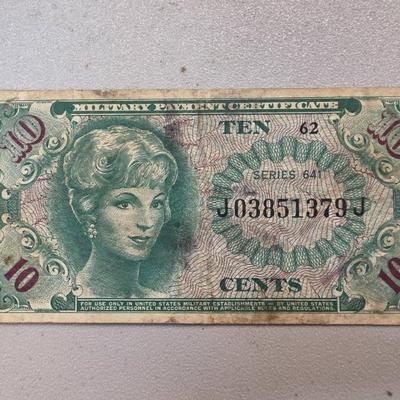 MILITARY PAYMENT CERTIFICATE
10 TEN 62 10
SERIES 641
J03851379J
10 CENTS 10
FOR USE ONLY IN UNITED STATES MILITARY ESTABLISHMENTS — BY UNITED STATES
AUTHORIZED PERSONNEL IN ACCORDANCE WITH APPLICABLE RULES AND REGULATIONS.